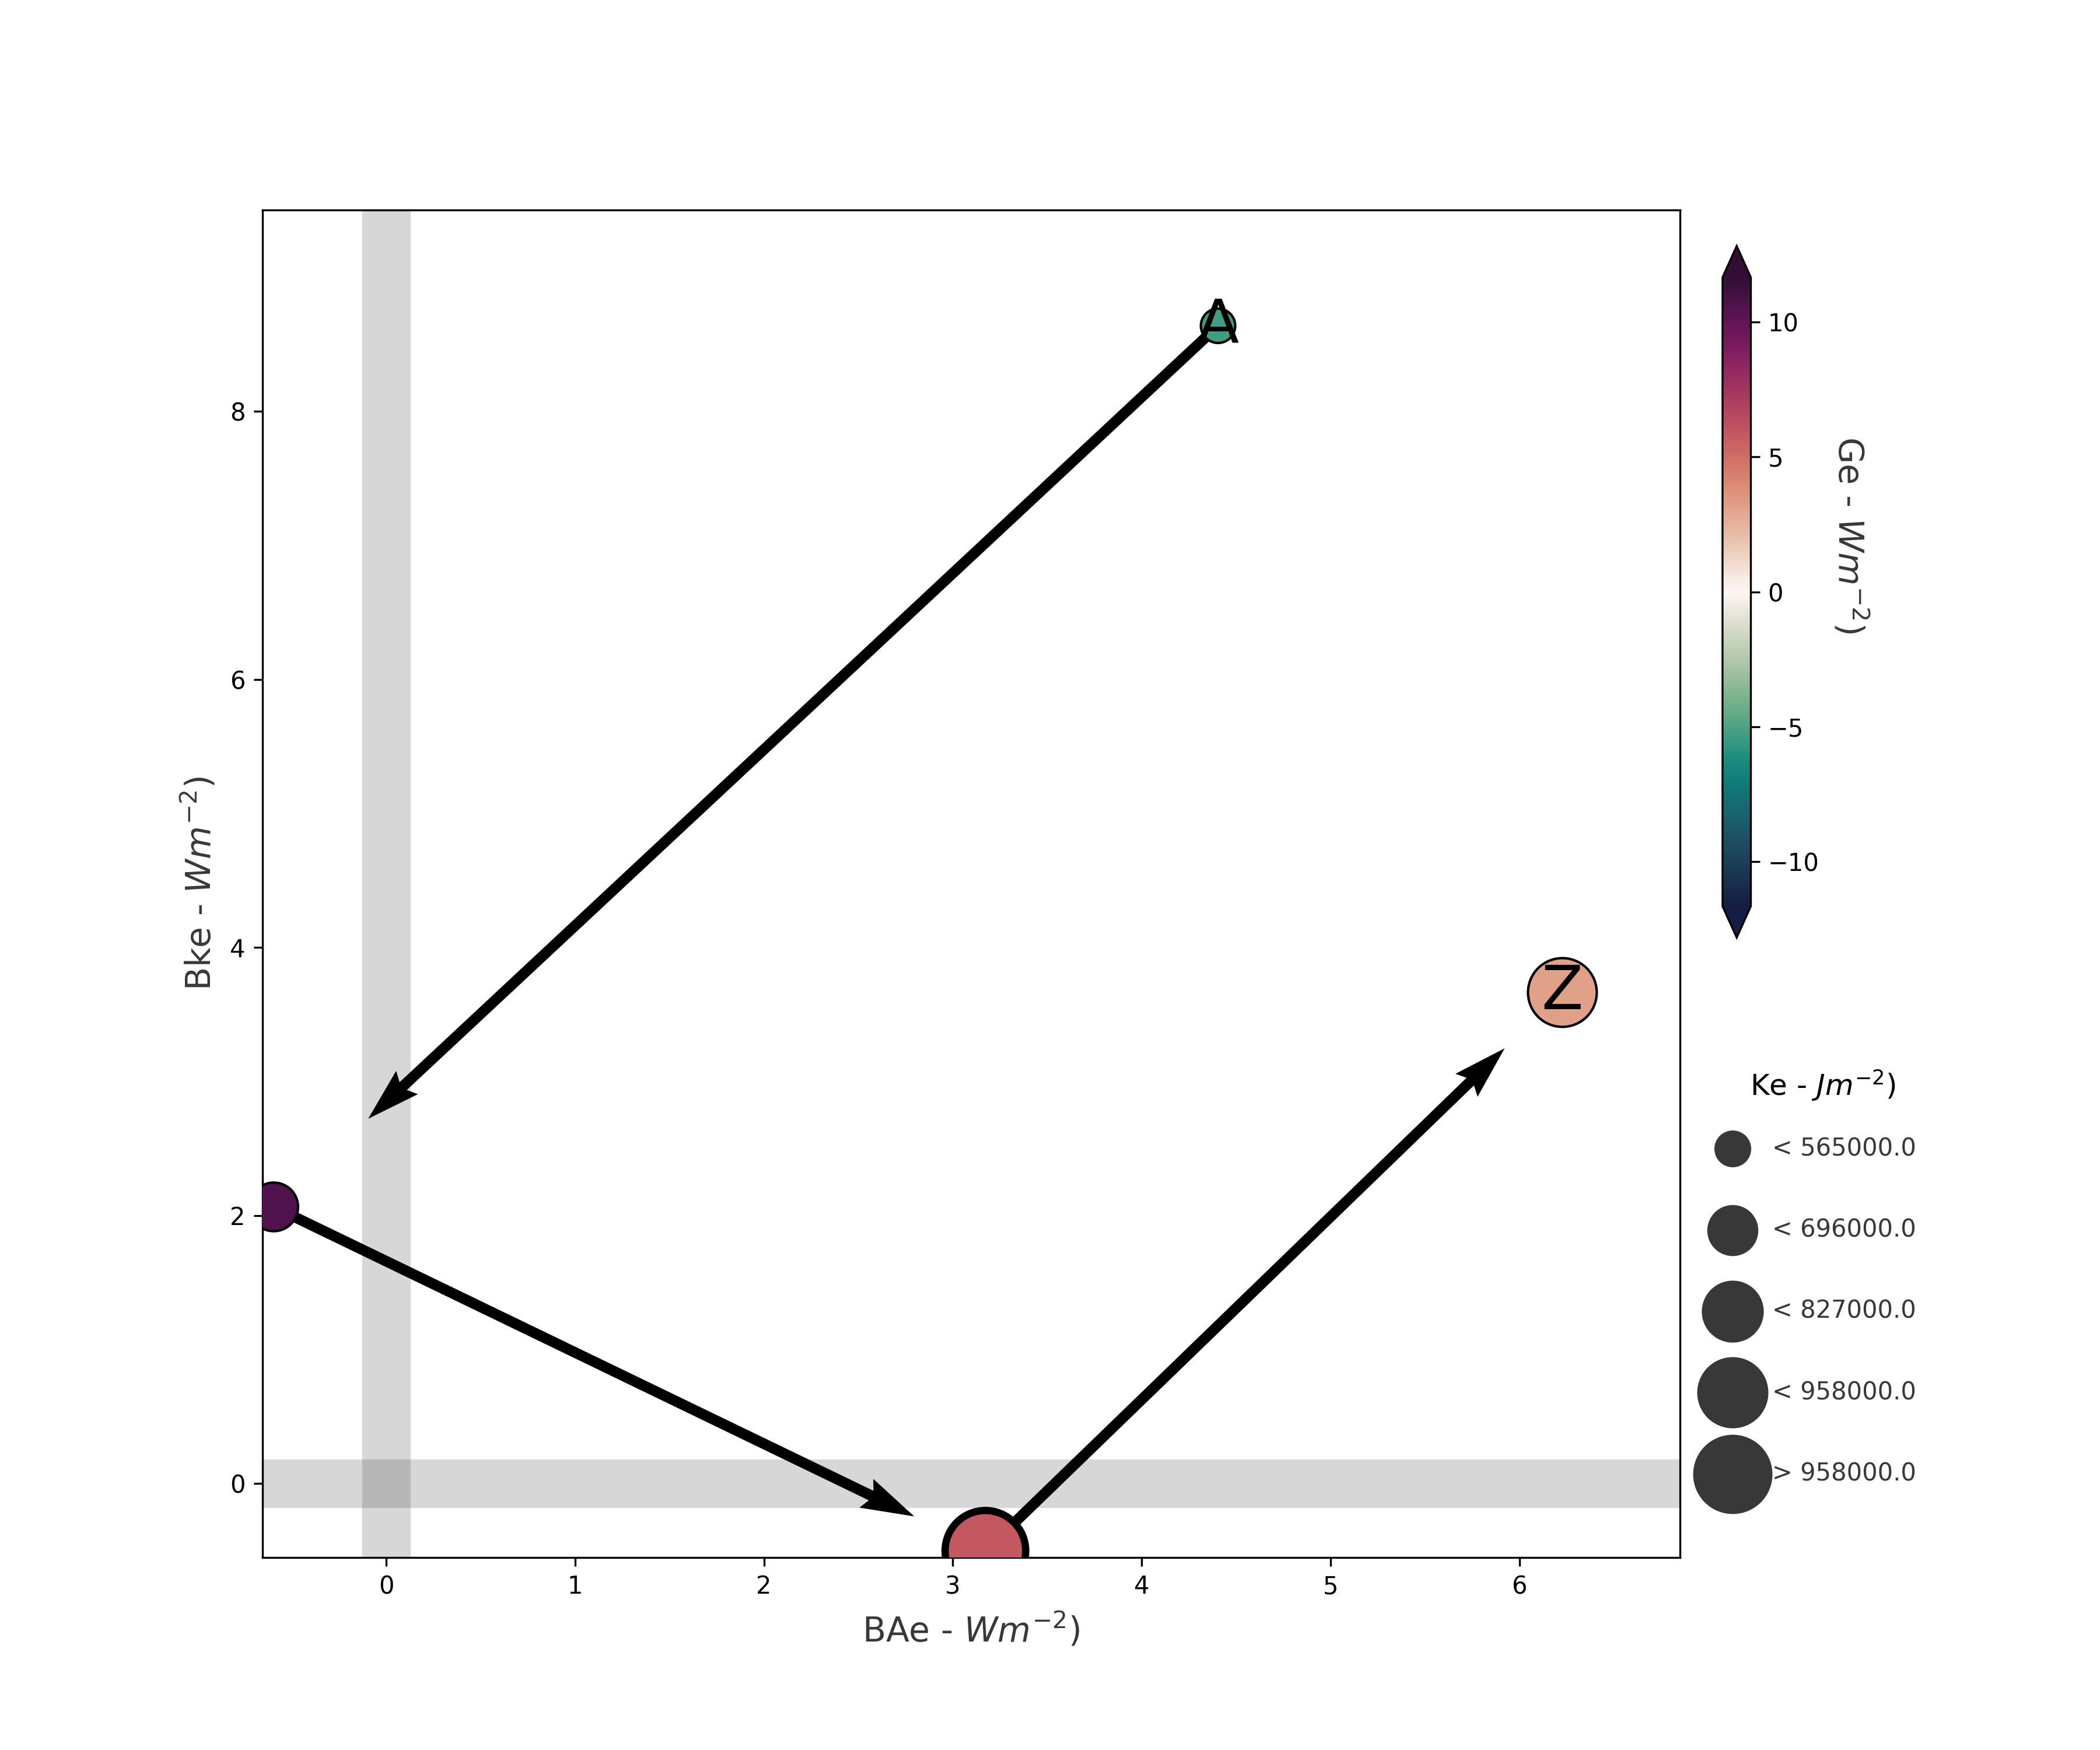 A
Z
8
6
4
2
0
0 1 2 3 4 5 6
Bke - Wm⁻²)
BAe - Wm⁻²)
10
5
0
−5
−10
Ge - Wm⁻²)
Ke - Jm⁻²)
< 565000.0
< 696000.0
< 827000.0
< 958000.0
> 958000.0